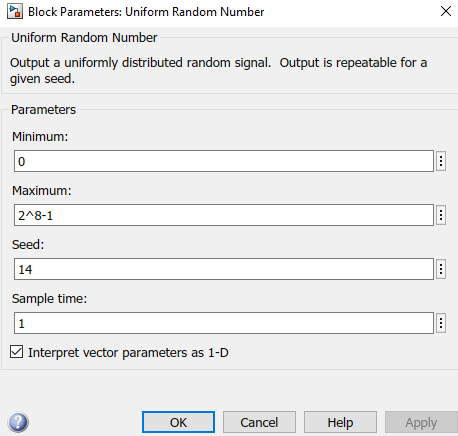 Block Parameters: Uniform Random Number
Uniform Random Number
Output a uniformly distributed random signal.  Output is repeatable for a
given seed.
Parameters
Minimum:
0
Maximum:
2^8-1
Seed:
14
Sample time:
1
Interpret vector parameters as 1-D
OK Cancel Help Apply